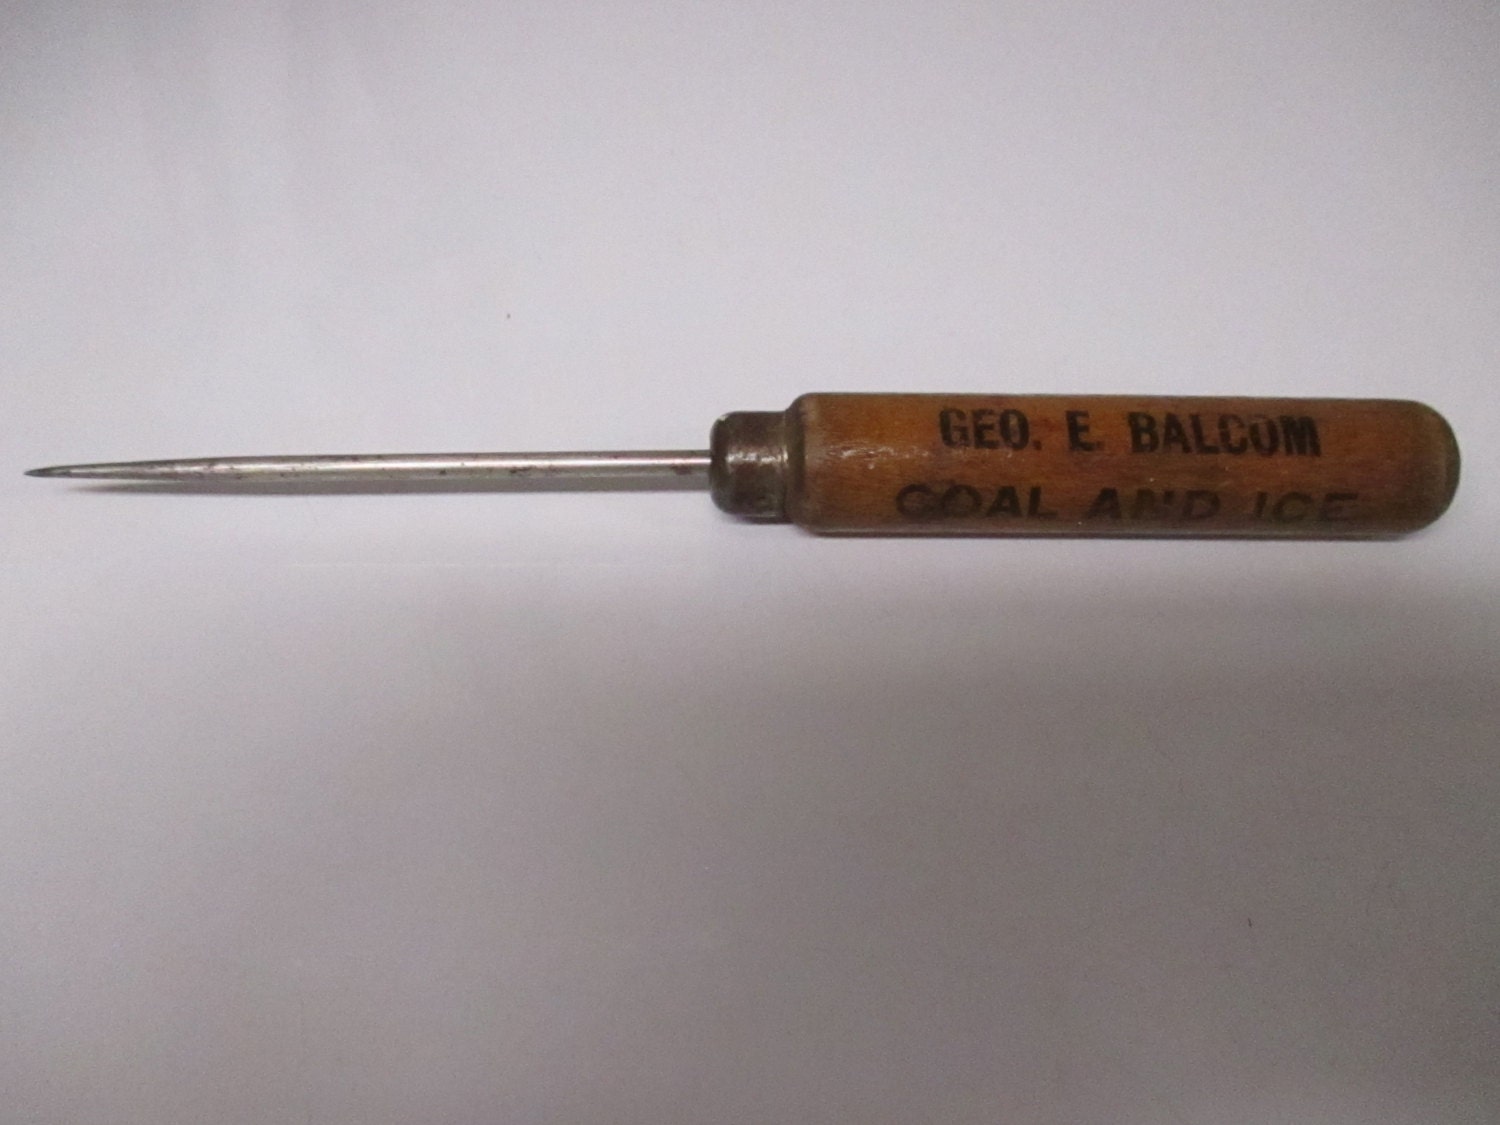 GEO. E. BALCOM
COAL AND ICE